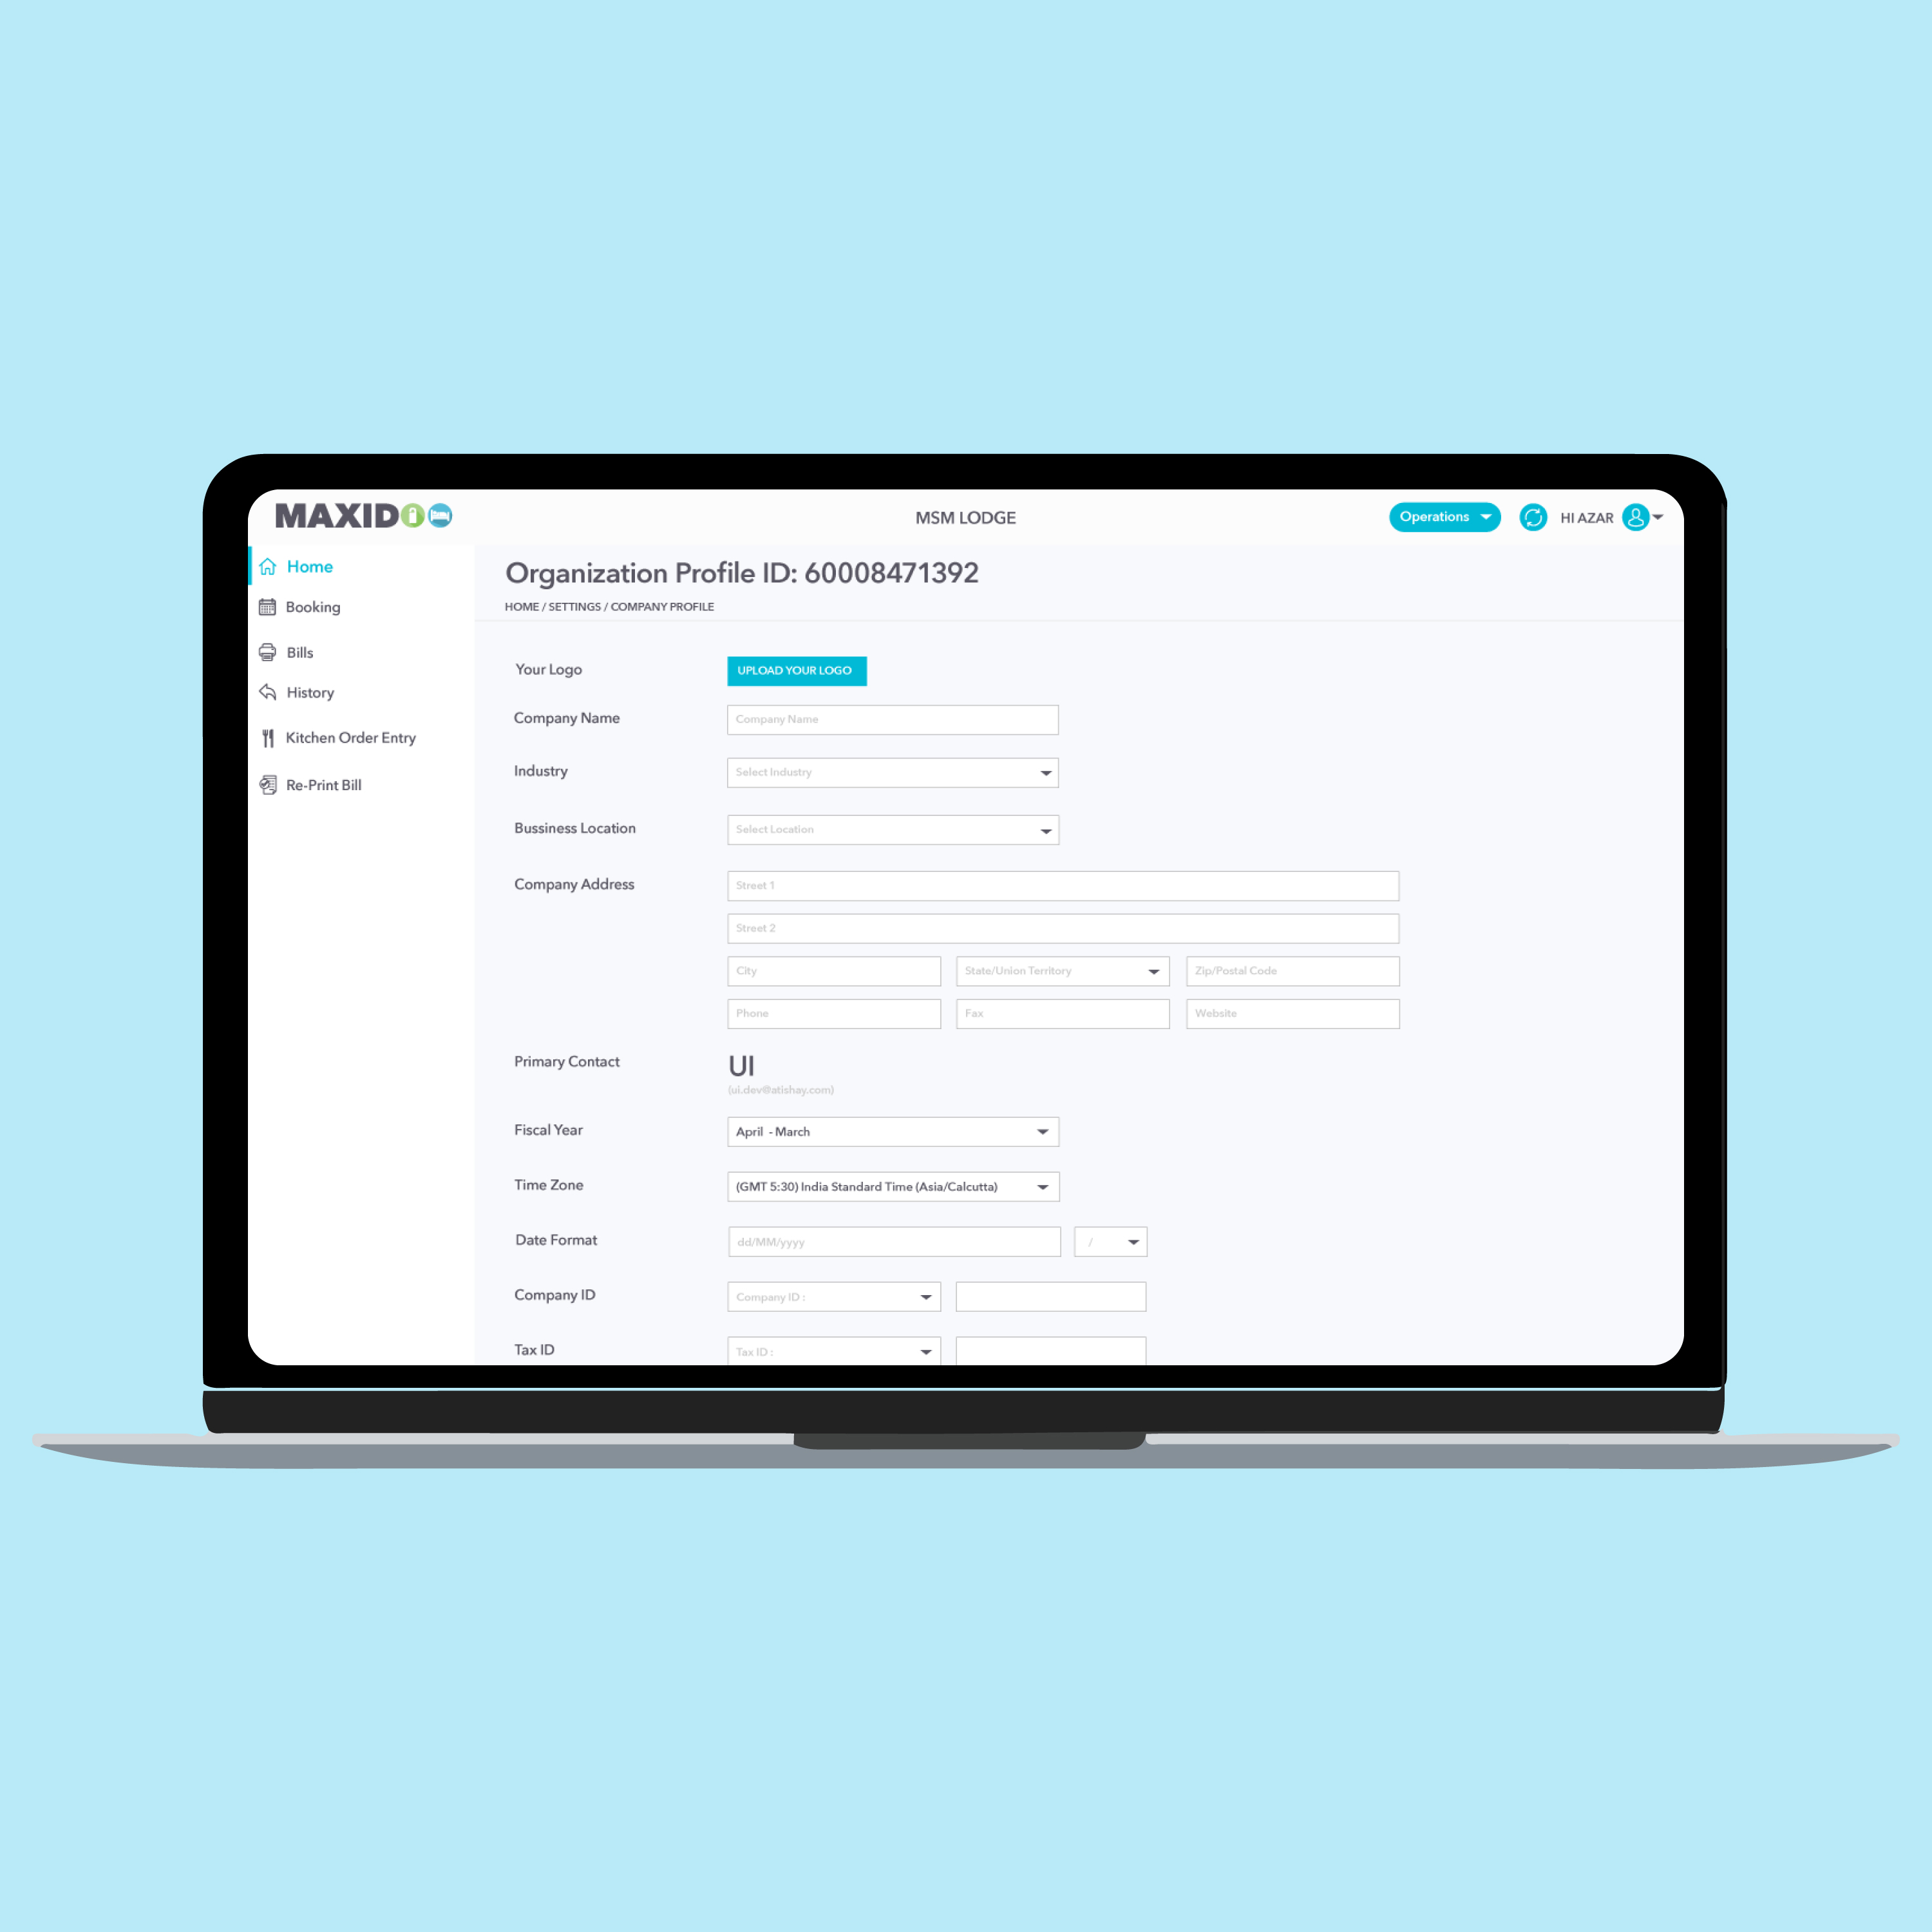 MAXIDO MSM LODGE Operations HI AZAR
Home
Booking
Bills
History
Kitchen Order Entry
Re-Print Bill
Organization Profile ID: 60008471392
HOME / SETTINGS / COMPANY PROFILE
Your Logo UPLOAD YOUR LOGO
Company Name Company Name
Industry Select Industry
Bussiness Location Select Location
Company Address Street 1
Street 2
City State/Union Territory Zip/Postal Code
Phone Fax Website
Primary Contact UI
(ui.dev@atishay.com)
Fiscal Year April - March
Time Zone (GMT 5:30) India Standard Time (Asia/Calcutta)
Date Format dd/MM/yyyy /
Company ID Company ID :
Tax ID Tax ID :